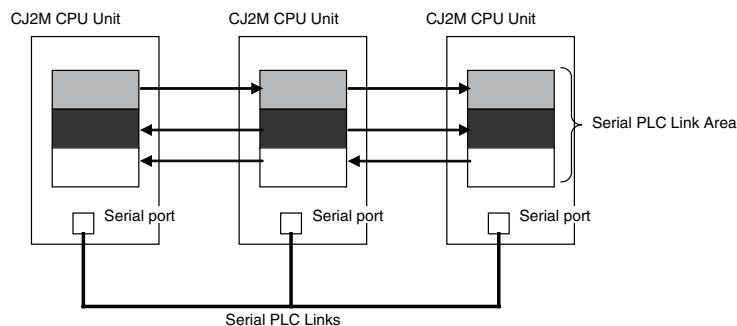 CJ2M CPU Unit
CJ2M CPU Unit
CJ2M CPU Unit
Serial PLC Link Area
Serial port
Serial port
Serial port
Serial PLC Links